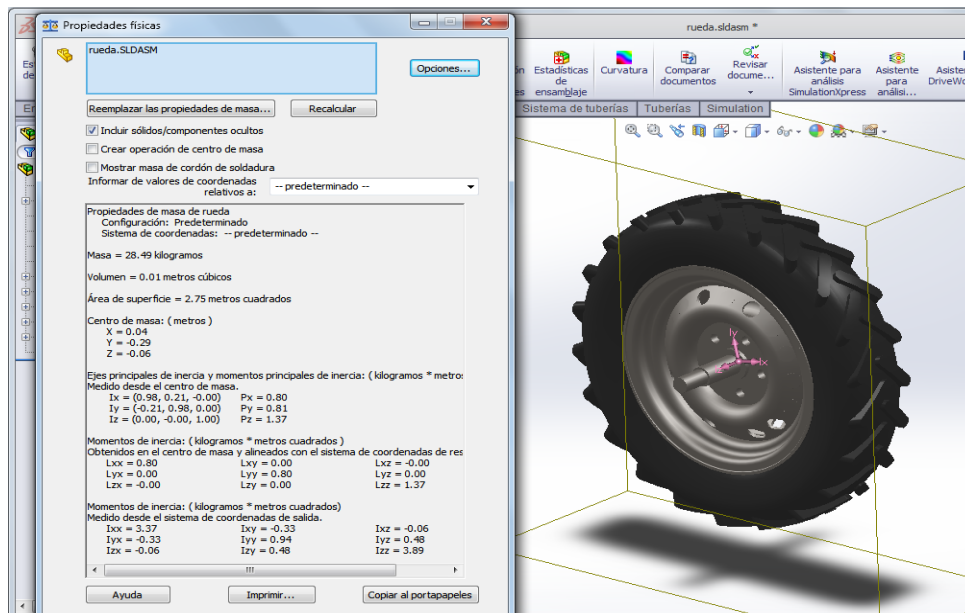 Propiedades físicas
rueda.sldasm *
rueda.SLDASM
Opciones...
Reemplazar las propiedades de masa...
Recalcular
Incluir sólidos/componentes ocultos
Crear operación de centro de masa
Mostrar masa de cordón de soldadura
Informar de valores de coordenadas
relativos a:
-- predeterminado --
Propiedades de masa de rueda
Configuración: Predeterminado
Sistema de coordenadas: -- predeterminado --
Masa = 28.49 kilogramos
Volumen = 0.01 metros cúbicos
Área de superficie = 2.75 metros cuadrados
Centro de masa: ( metros )
X = 0.04
Y = -0.29
Z = -0.06
Ejes principales de inercia y momentos principales de inercia: ( kilogramos * metros
Medido desde el centro de masa.
Ix = (0.98, 0.21, -0.00) Px = 0.80
Iy = (-0.21, 0.98, 0.00) Py = 0.81
Iz = (0.00, -0.00, 1.00) Pz = 1.37
Momentos de inercia: ( kilogramos * metros cuadrados )
Obtenidos en el centro de masa y alineados con el sistema de coordenadas de res
Lxx = 0.80 Lxy = 0.00 Lxz = -0.00
Lyx = 0.00 Lyy = 0.80 Lyz = 0.00
Lzx = -0.00 Lzy = 0.00 Lzz = 1.37
Momentos de inercia: ( kilogramos * metros cuadrados)
Medido desde el sistema de coordenadas de salida.
Ixx = 3.37 Ixy = -0.33 Ixz = -0.06
Iyx = -0.33 Iyy = 0.94 Iyz = 0.48
Izx = -0.06 Izy = 0.48 Izz = 3.89
Ayuda
Imprimir...
Copiar al portapapeles
Estadísticas
de
ensamblaje
Curvatura
Comparar
documentos
Revisar
docume...
Asistente para
análisis
SimulationXpress
Asistente
para
análisi...
Asisten
DriveWo
Sistema de tuberías
Tuberías
Simulation
Iy
Ix